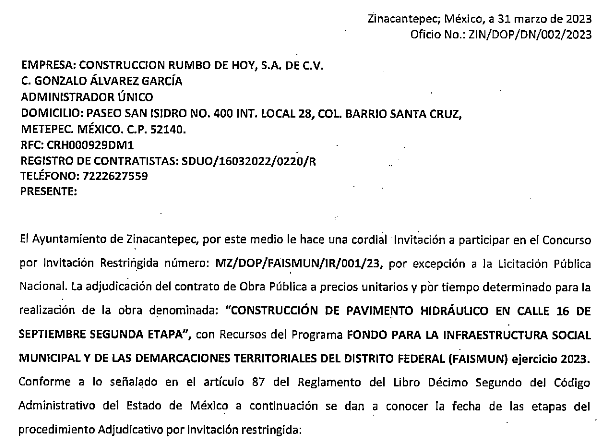 Zinacantepec; México, a 31 marzo de 2023
Oficio No.: ZIN/DOP/DN/002/2023
EMPRESA: CONSTRUCCION RUMBO DE HOY, S.A. DE C.V.
C. GONZALO ÁLVAREZ GARCÍA
ADMINISTRADOR ÚNICO
DOMICILIO: PASEO SAN ISIDRO NO. 400 INT. LOCAL 28, COL. BARRIO SANTA CRUZ,
METEPEC. MÉXICO. C.P. 52140.
RFC: CRH000929DM1
REGISTRO DE CONTRATISTAS: SDUO/16032022/0220/R
TELÉFONO: 7222627559
PRESENTE:
El Ayuntamiento de Zinacantepec, por este medio le hace una cordial Invitación a participar en el Concurso
por Invitación Restringida número: MZ/DOP/FAISMUN/IR/001/23, por excepción a la Licitación Pública
Nacional. La adjudicación del contrato de Obra Pública a precios unitarios y por tiempo determinado para la
realización de la obra denominada: “CONSTRUCCIÓN DE PAVIMENTO HIDRÁULICO EN CALLE 16 DE
SEPTIEMBRE SEGUNDA ETAPA”, con Recursos del Programa FONDO PARA LA INFRAESTRUCTURA SOCIAL
MUNICIPAL Y DE LAS DEMARCACIONES TERRITORIALES DEL DISTRITO FEDERAL (FAISMUN) ejercicio 2023.
Conforme a lo señalado en el artículo 87 del Reglamento del Libro Décimo Segundo del Código
Administrativo del Estado de México a continuación se dan a conocer la fecha de las etapas del
procedimiento Adjudicativo por Invitación restringida: